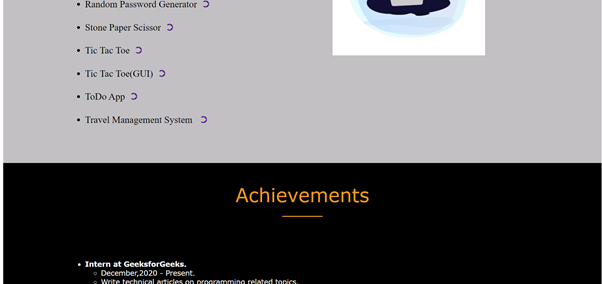 Random Password Generator
Stone Paper Scissor
Tic Tac Toe
Tic Tac Toe(GUI)
ToDo App
Travel Management System
Achievements
Intern at GeeksforGeeks.
December,2020 – Present.
Write technical articles on programming related topics.